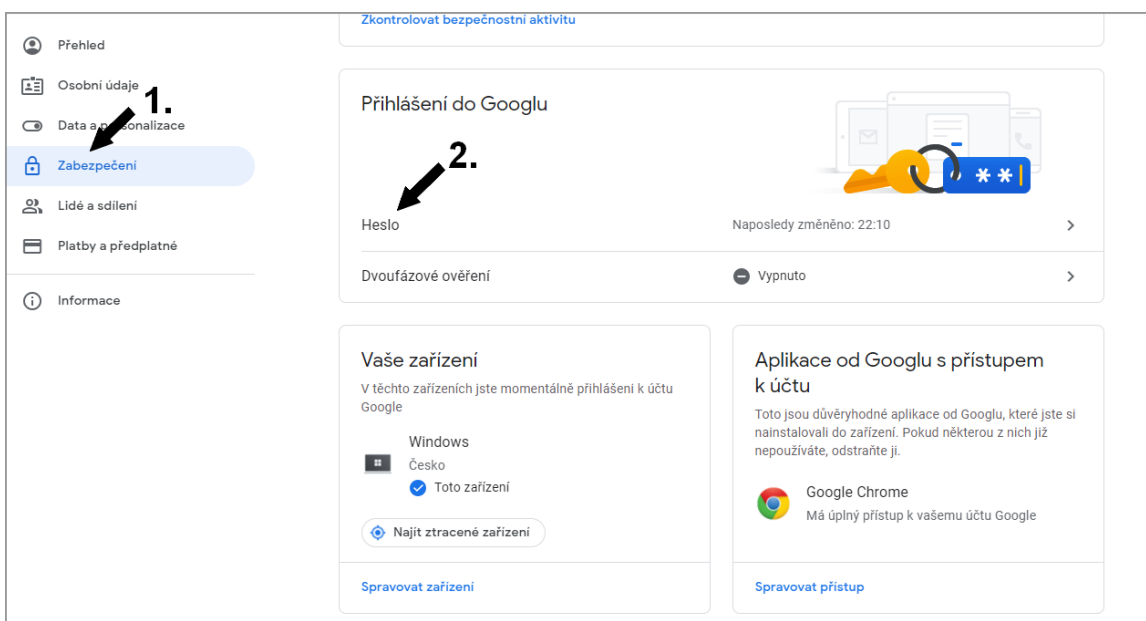 Zkontrolovat bezpečnostní aktivitu
Přehled
Osobní údaje
1.
Data a personalizace
Zabezpečení
Lidé a sdílení
Platby a předplatné
Informace
Přihlášení do Googlu
2.
* *
Heslo
Naposledy změněno: 22:10
Dvoufázové ověření
Vypnuto
Vaše zařízení
V těchto zařízeních jste momentálně přihlášeni k účtu
Google
Windows
Česko
Toto zařízení
Najít ztracené zařízení
Spravovat zařízení
Aplikace od Googlu s přístupem
k účtu
Toto jsou důvěryhodné aplikace od Googlu, které jste si
nainstalovali do zařízení. Pokud některou z nich již
nepoužíváte, odstraňte ji.
Google Chrome
Má úplný přístup k vašemu účtu Google
Spravovat přístup